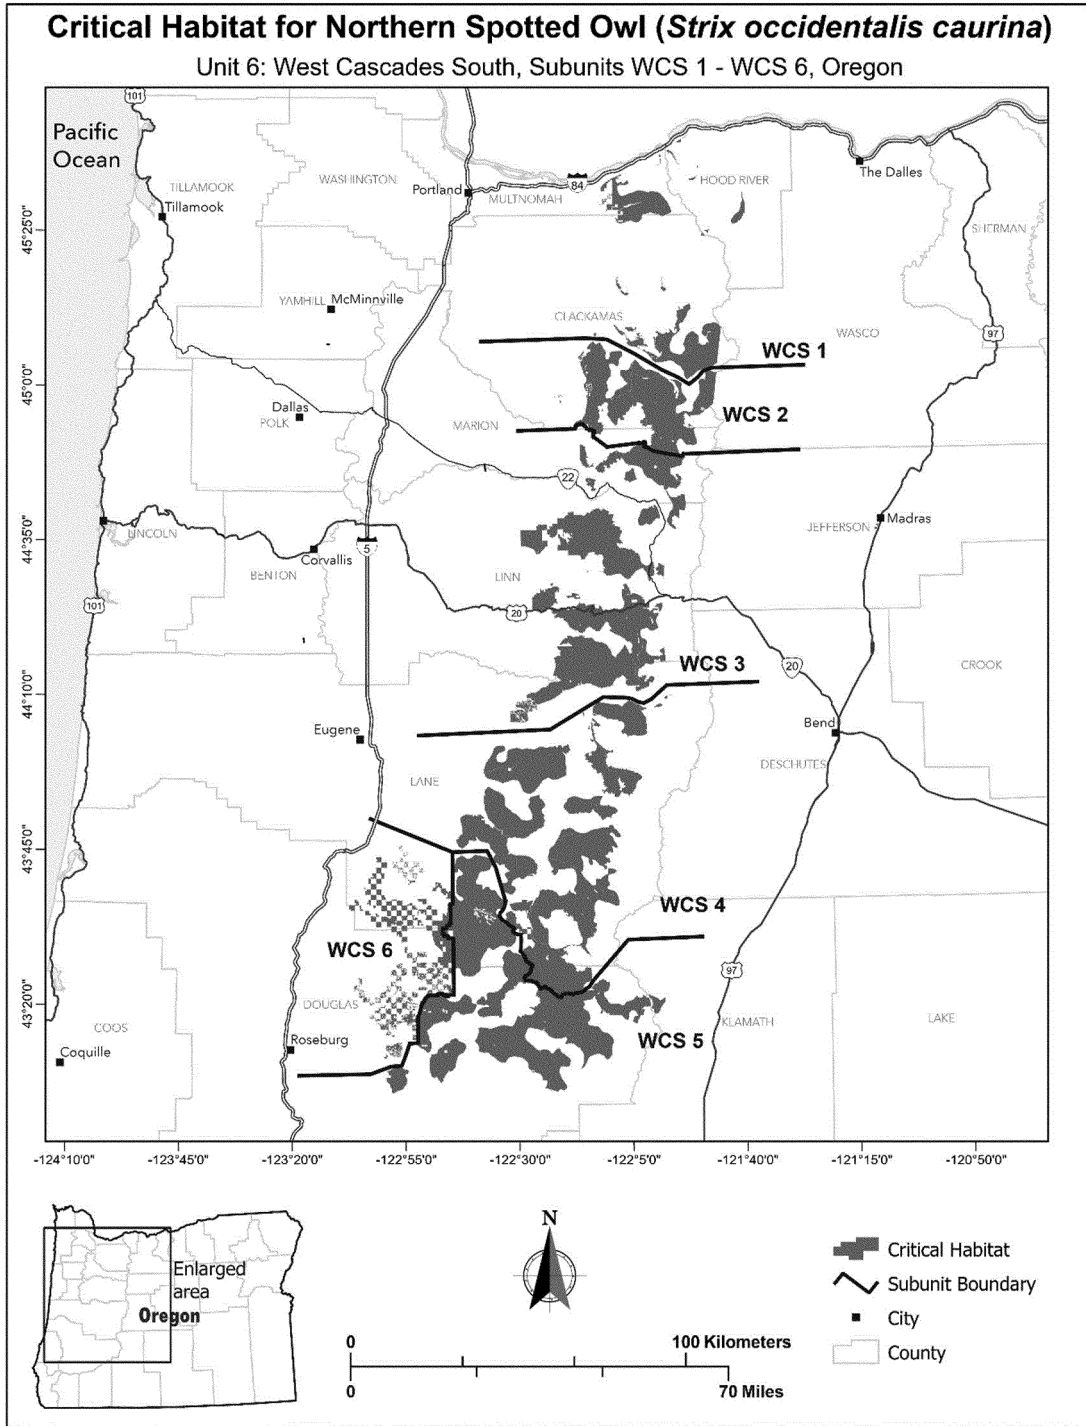 Critical Habitat for Northern Spotted Owl (Strix occidentalis caurina)
Unit 6: West Cascades South, Subunits WCS 1 - WCS 6, Oregon
101
Pacific
Ocean
TILLAMOOK
Tillamook
WASHINGTON
Portland
MULTNOMAH
84
HOOD RIVER
The Dalles
SHERMAN
45°25'0"
YAMHILL
McMinnville
CLACKAMAS
WASCO
97
WCS 1
45°0'0"
Dallas
POLK
MARION
WCS 2
22
44°35'0"
LINCOLN
Corvallis
BENTON
5
LINN
JEFFERSON
Madras
101
20
WCS 3
20
CROOK
44°10'0"
Eugene
Bend
LANE
DESCHUTES
43°45'0"
WCS 4
WCS 6
97
43°20'0"
DOUGLAS
COOS
Coquille
Roseburg
WCS 5
KLAMATH
LAKE
-124°10'0"
-123°45'0"
-123°20'0"
-122°55'0"
-122°30'0"
-122°5'0"
-121°40'0"
-121°15'0"
-120°50'0"
Enlarged
area
Oregon
N
0
100 Kilometers
0
70 Miles
Critical Habitat
Subunit Boundary
City
County